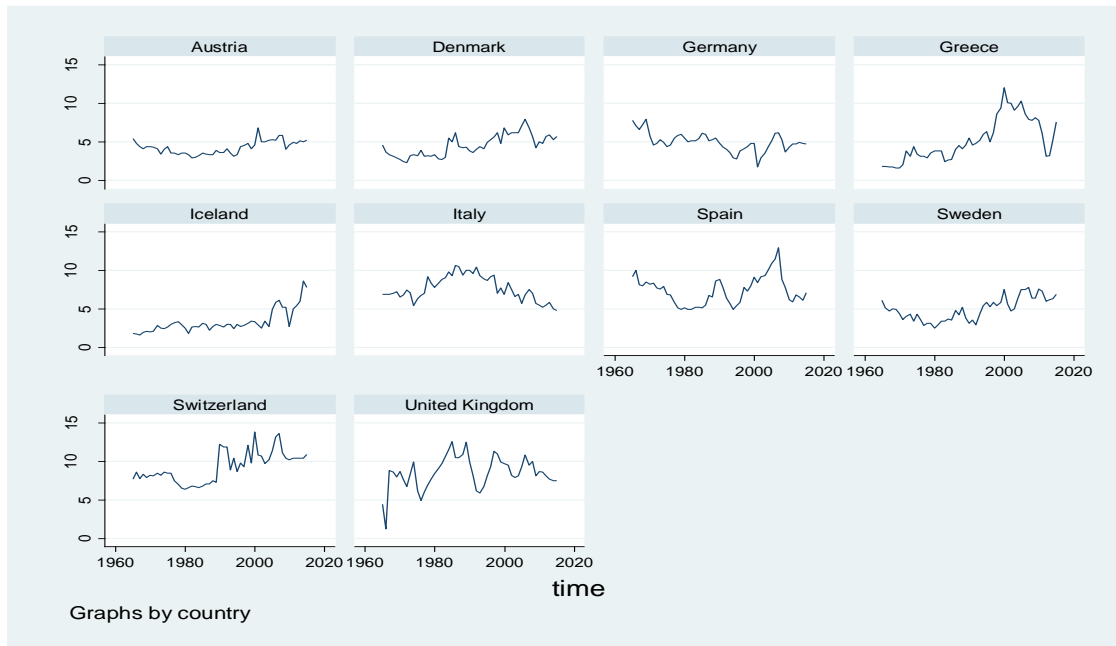 Austria Denmark Germany Greece
15
10
5
0
Iceland Italy Spain Sweden
15
10
5
0
1960 1980 2000 2020 1960 1980 2000 2020
Switzerland United Kingdom
15
10
5
0
1960 1980 2000 2020 1960 1980 2000 2020
time
Graphs by country